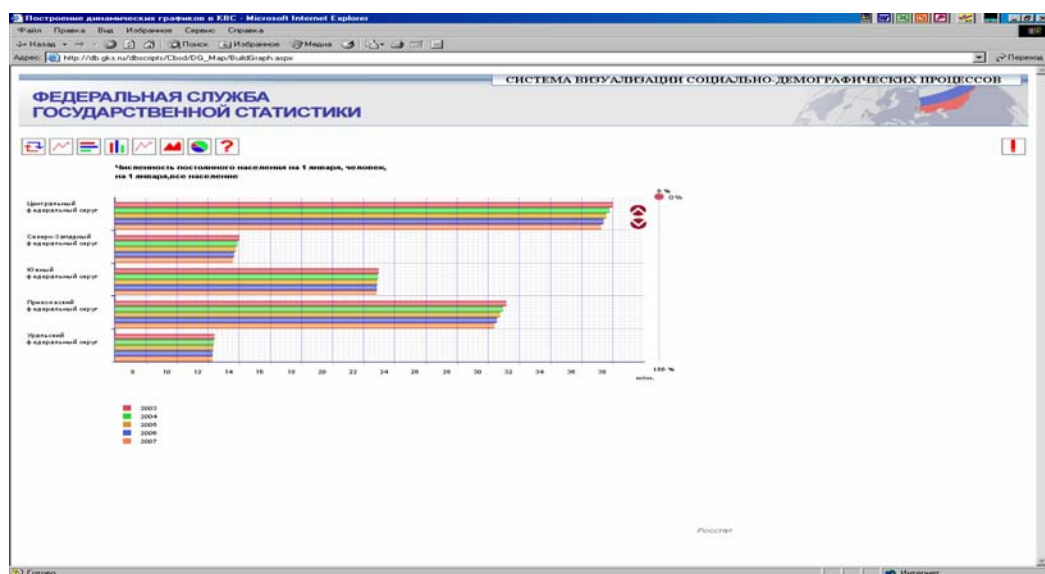 Построение динамических графиков в КВС - Microsoft Internet Explorer
Файл Правка Вид Избранное Сервис Справка
Назад Поиск Избранное Медиа
Адрес: http://db.gks.ru/dbscripts/Cbsd/DG_Map/BuildGraph.aspx Переход
СИСТЕМА ВИЗУАЛИЗАЦИИ СОЦИАЛЬНО-ДЕМОГРАФИЧЕСКИХ ПРОЦЕССОВ
ФЕДЕРАЛЬНАЯ СЛУЖБА
ГОСУДАРСТВЕННОЙ СТАТИСТИКИ
Численность постоянного населения на 1 января, человек,
на 1 января,все население
0 %
0%
Центральный
федеральный округ
Северо-Западный
федеральный округ
Южный
федеральный округ
Приволжский
федеральный округ
Уральский
федеральный округ
10 12 14 16 18 20 22 24 26 28 30 32 34 36 38
100 %
млн.
2003
2004
2005
2006
2007
Росстат
Готово Интернет